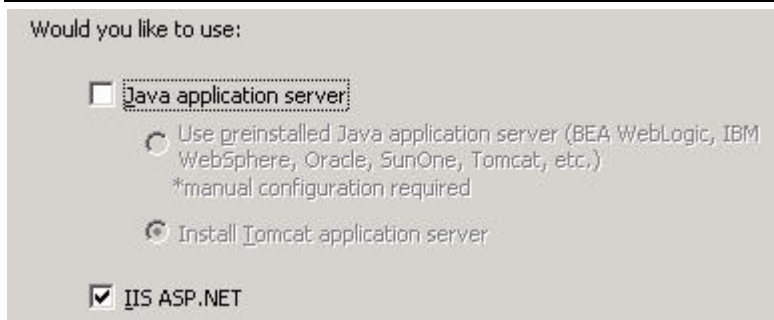 Would you like to use:
Java application server
Use preinstalled Java application server (BEA WebLogic, IBM
WebSphere, Oracle, SunOne, Tomcat, etc.)
*manual configuration required
Install Tomcat application server
IIS ASP.NET